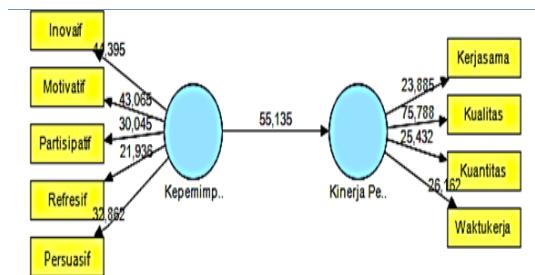 Inovaif
44,395
Motivatif
43,065
Partisipatif
30,045
Refresif
21,936
Persuasif
32,862
Kepemimp..
55,135
Kinerja Pe..
Kerjasama
23,885
Kualitas
75,788
Kuantitas
25,432
Waktukerja
26,162